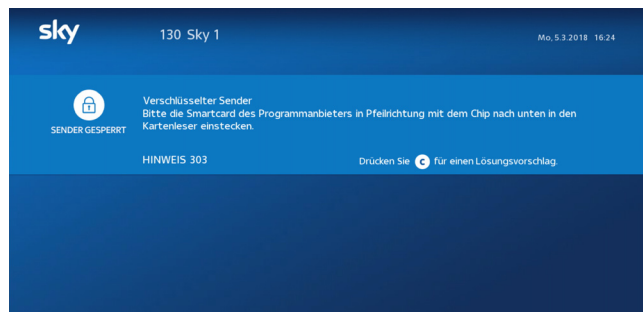 sky
130 Sky 1
Mo, 5.3.2018 16:24
Verschlüsselter Sender
Bitte die Smartcard des Programmanbieters in Pfeilrichtung mit dem Chip nach unten in den
Kartenleser einstecken.
SENDER GESPERRT
HINWEIS 303
Drücken Sie c für einen Lösungsvorschlag.